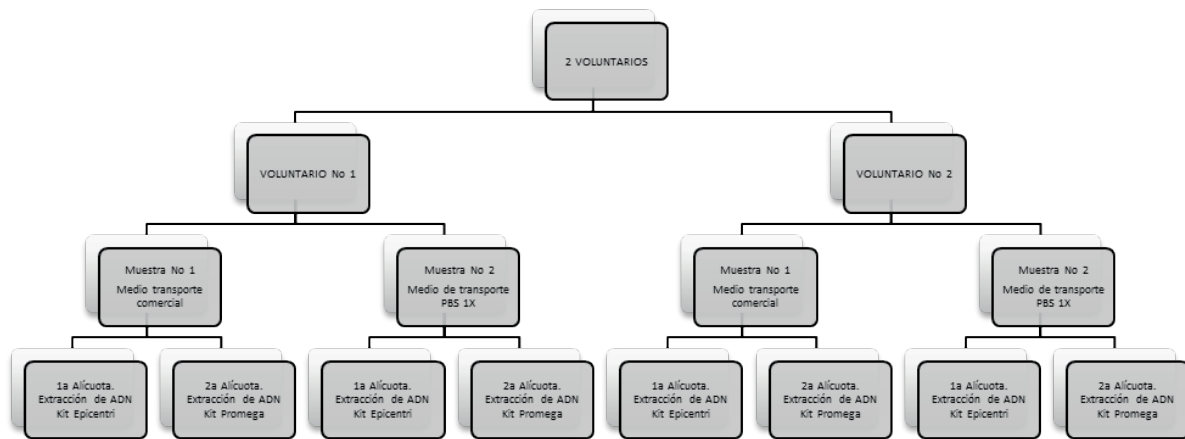 2 VOLUNTARIOS
VOLUNTARIO No 1
VOLUNTARIO No 2
Muestra No 1
Medio transporte
comercial
Muestra No 2
Medio de transporte
PBS 1X
Muestra No 1
Medio transporte
comercial
Muestra No 2
Medio de transporte
PBS 1X
1a Alícuota.
Extracción de ADN
Kit Epicentri
2a Alícuota.
Extracción de ADN
Kit Promega
1a Alícuota.
Extracción de ADN
Kit Epicentri
2a Alícuota.
Extracción de ADN
Kit Promega
1a Alícuota.
Extracción de ADN
Kit Epicentri
2a Alícuota.
Extracción de ADN
Kit Promega
1a Alícuota.
Extracción de ADN
Kit Epicentri
2a Alícuota.
Extracción de ADN
Kit Promega